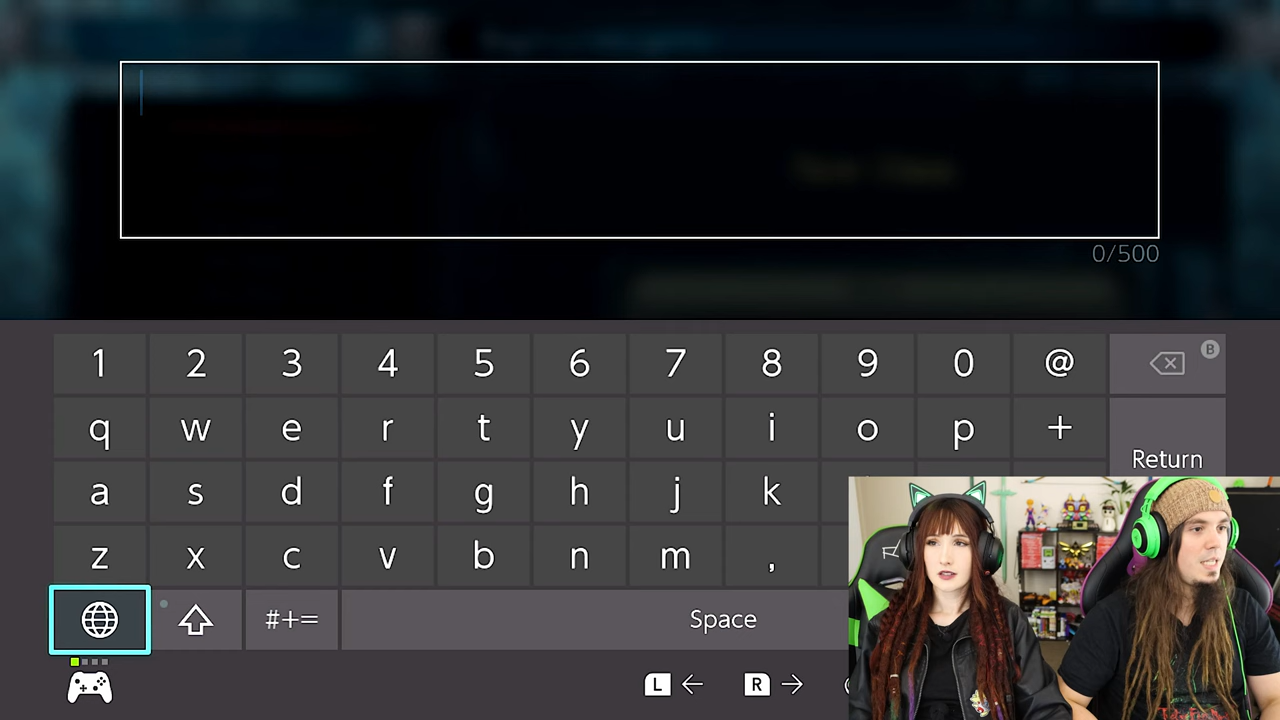 0/500
1 2 3 4 5 6 7 8 9 0 @ B
q w e r t y u i o p +
Return
a s d f g h j k
z x c v b n m ,
#+= Space
L ← R →